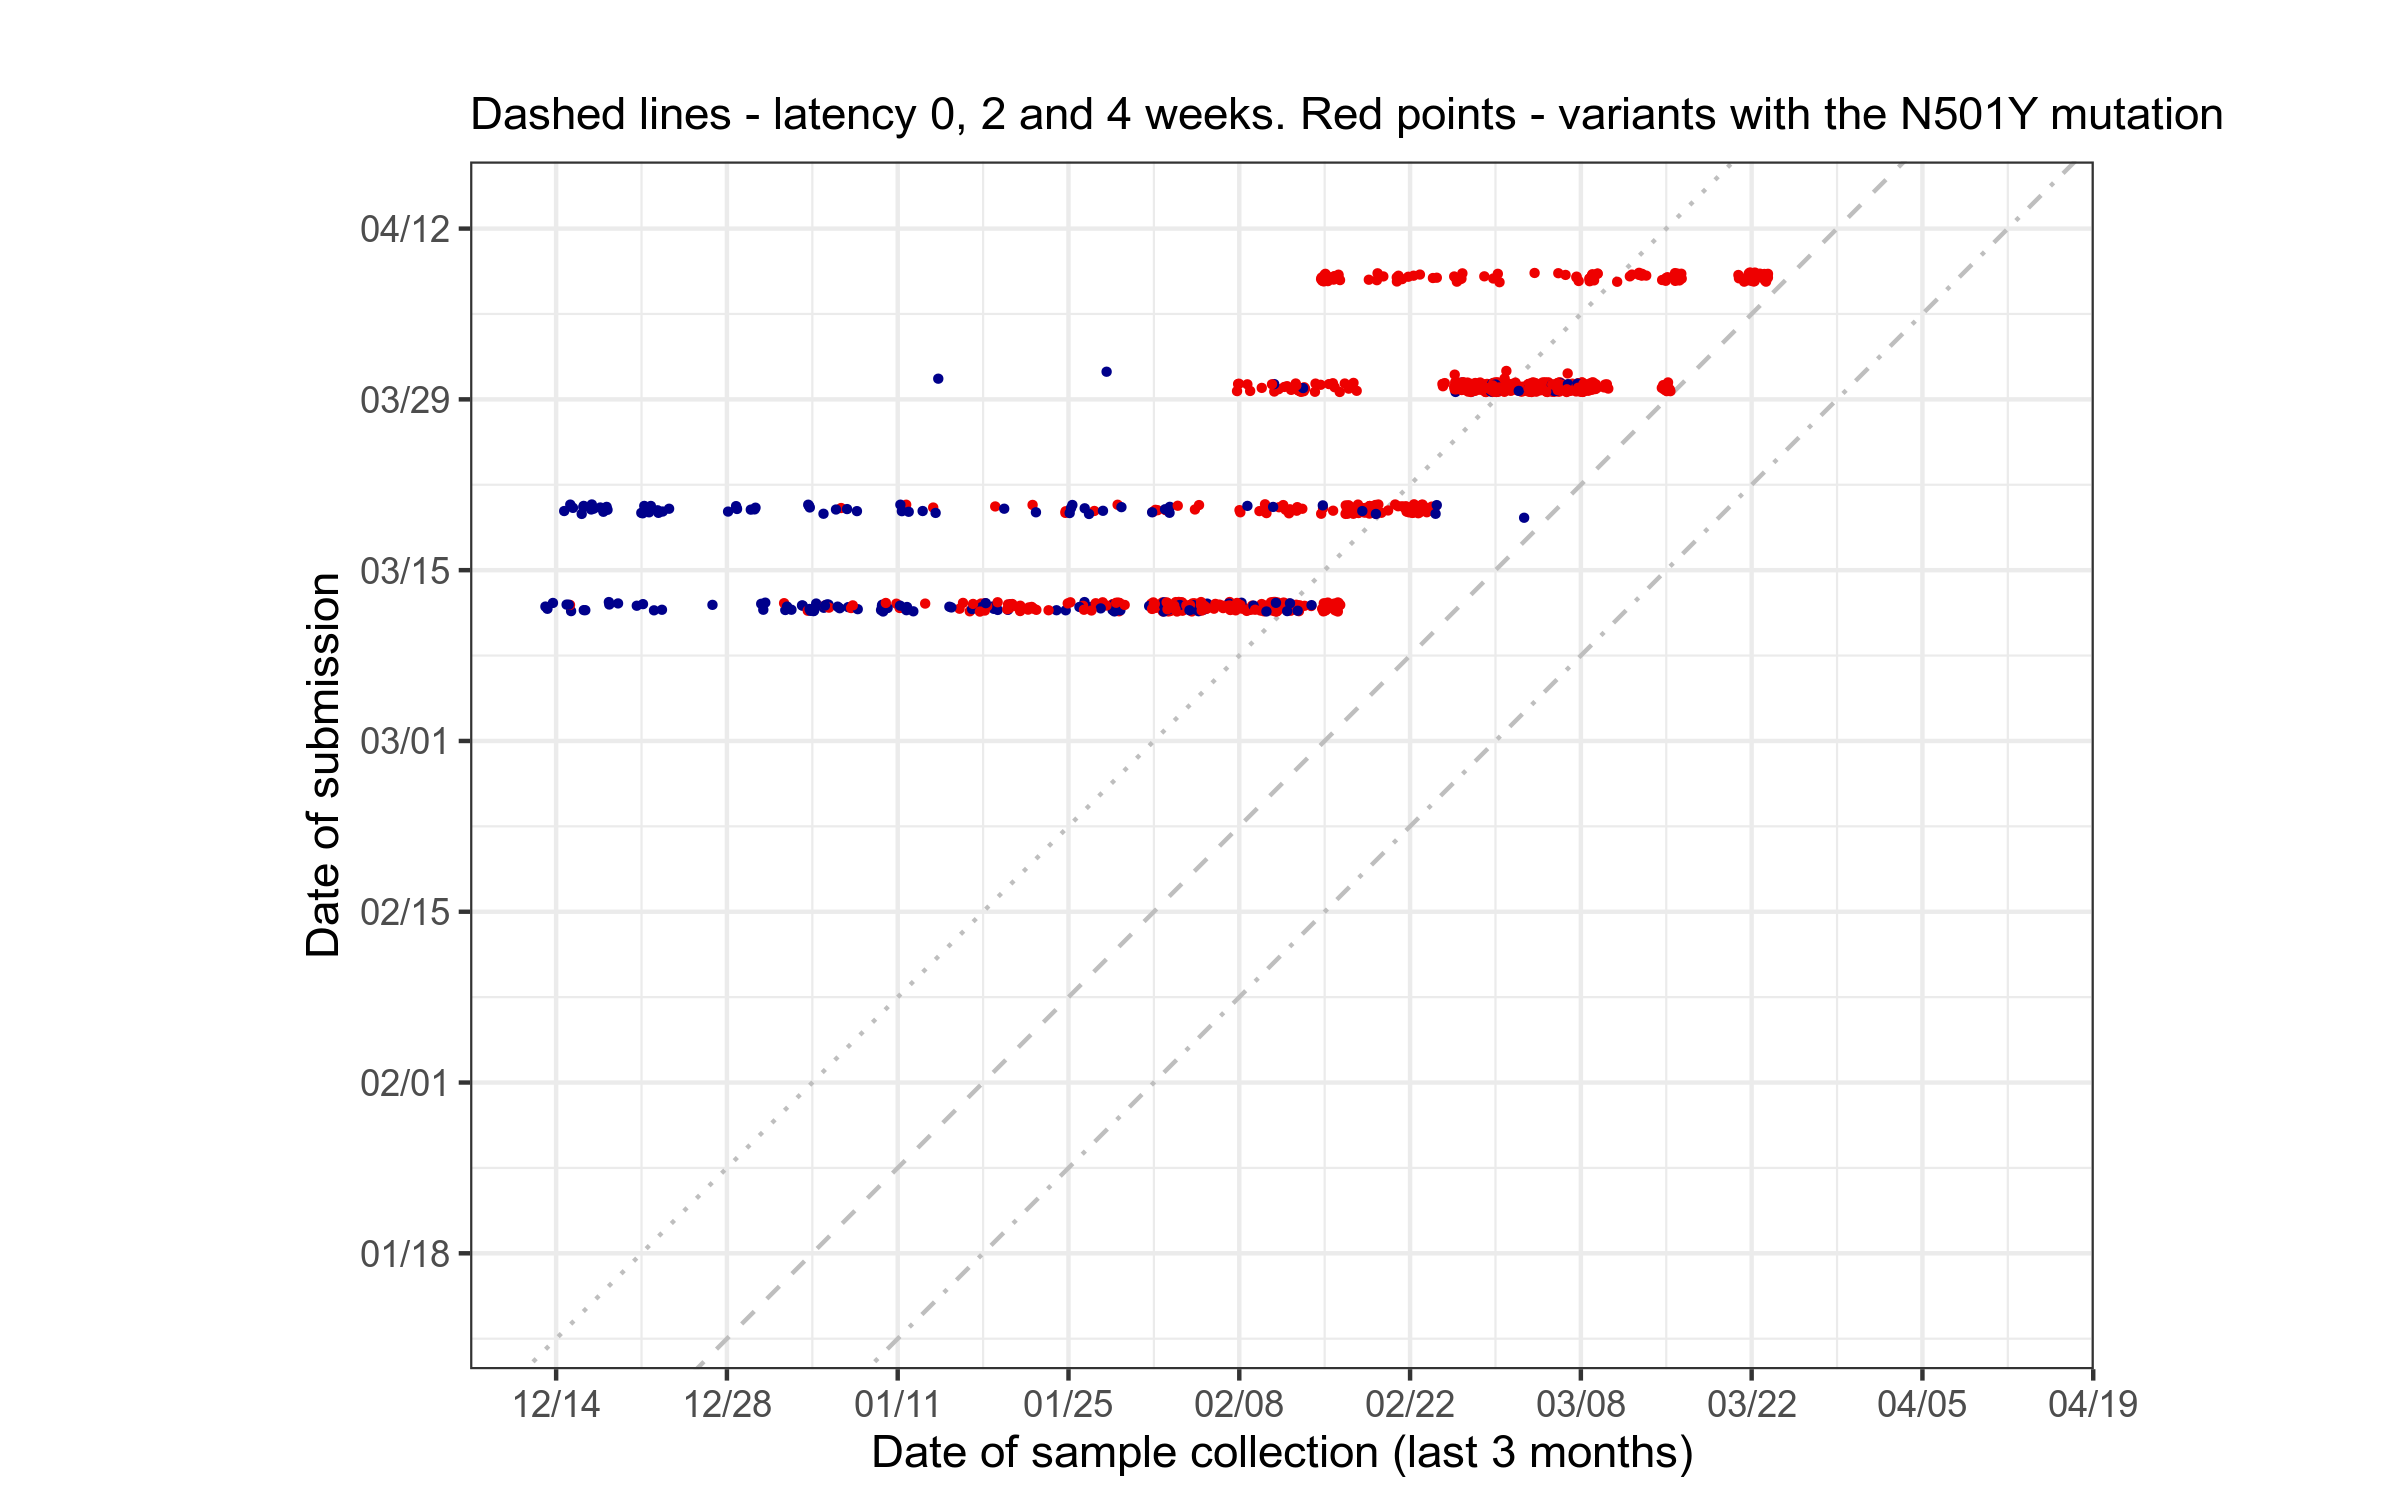 Dashed lines - latency 0, 2 and 4 weeks. Red points - variants with the N501Y mutation
Date of submission
04/12
03/29
03/15
03/01
02/15
02/01
01/18
12/14 12/28 01/11 01/25 02/08 02/22 03/08 03/22 04/05 04/19
Date of sample collection (last 3 months)